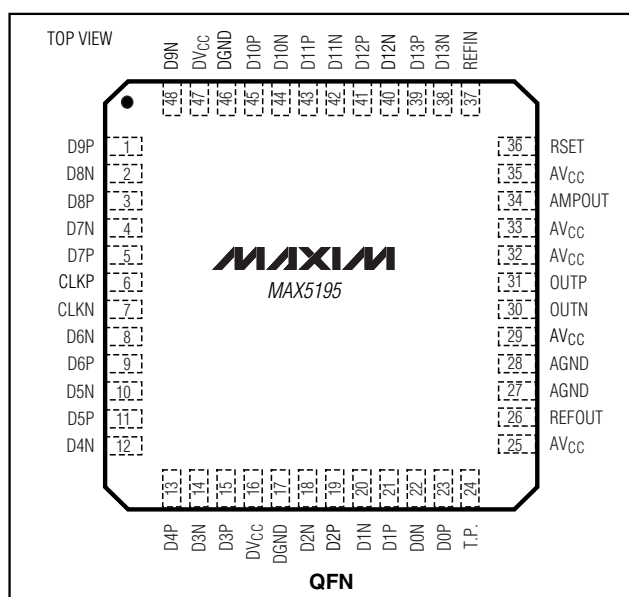 TOP VIEW
D9N
DVCC
DGND
D10P
D10N
D11P
D11N
D12P
D12N
D13P
D13N
REFIN
48
47
46
45
44
43
42
41
40
39
38
37
D9P 1
D8N 2
D8P 3
D7N 4
D7P 5
CLKP 6
CLKN 7
D6N 8
D6P 9
D5N 10
D5P 11
D4N 12
MAXIM
MAX5195
36 RSET
35 AVCC
34 AMPOUT
33 AVCC
32 AVCC
31 OUTP
30 OUTN
29 AVCC
28 AGND
27 AGND
26 REFOUT
25 AVCC
13
14
15
16
17
18
19
20
21
22
23
24
D4P
D3N
D3P
DVCC
DGND
D2N
D2P
D1N
D1P
D0N
D0P
T.P.
QFN